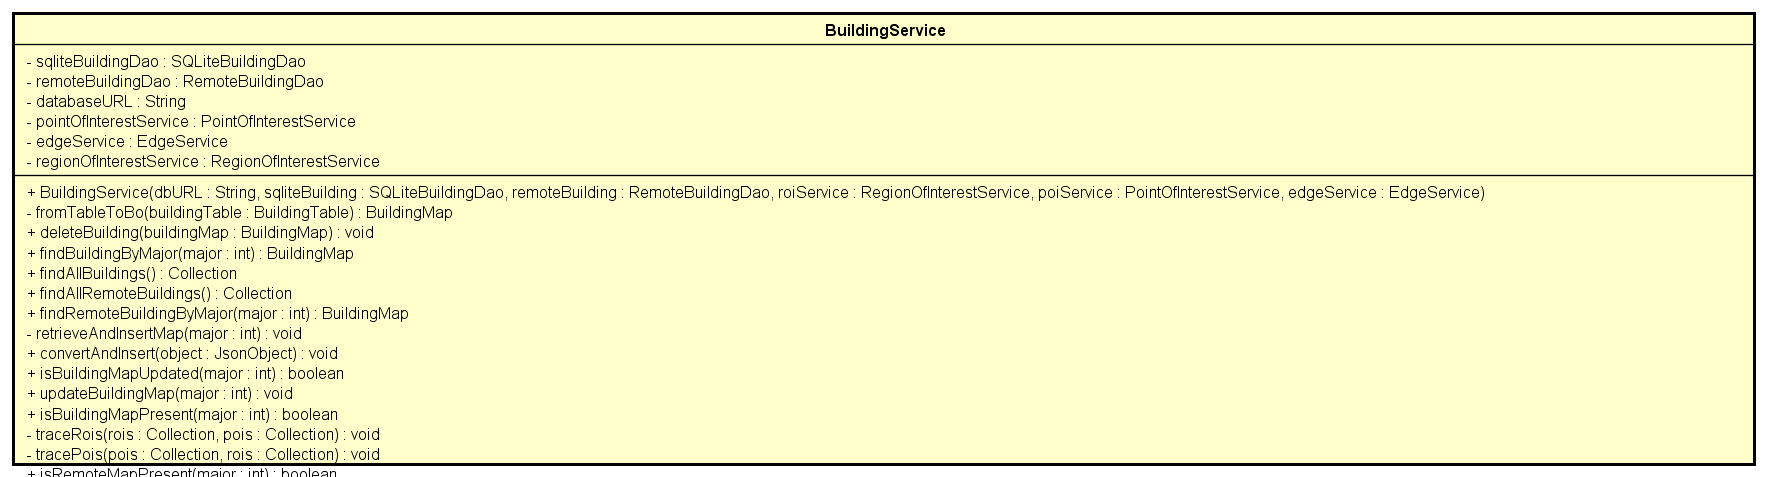 BuildingService
- sqliteBuildingDao : SQLiteBuildingDao
- remoteBuildingDao : RemoteBuildingDao
- databaseURL : String
- pointOfInterestService : PointOfInterestService
- edgeService : EdgeService
- regionOfInterestService : RegionOfInterestService
+ BuildingService(dbURL : String, sqliteBuilding : SQLiteBuildingDao, remoteBuilding : RemoteBuildingDao, roiService : RegionOfInterestService, poiService : PointOfInterestService, edgeService : EdgeService)
- fromTableToBo(buildingTable : BuildingTable) : BuildingMap
+ deleteBuilding(buildingMap : BuildingMap) : void
+ findBuildingByMajor(major : int) : BuildingMap
+ findAllBuildings() : Collection
+ findAllRemoteBuildings() : Collection
+ findRemoteBuildingByMajor(major : int) : BuildingMap
- retrieveAndInsertMap(major : int) : void
+ convertAndInsert(object : JsonObject) : void
+ isBuildingMapUpdated(major : int) : boolean
+ updateBuildingMap(major : int) : void
+ isBuildingMapPresent(major : int) : boolean
- traceRois(rois : Collection, pois : Collection) : void
- tracePois(pois : Collection, rois : Collection) : void
+ isRemoteMapPresent(major : int) : boolean